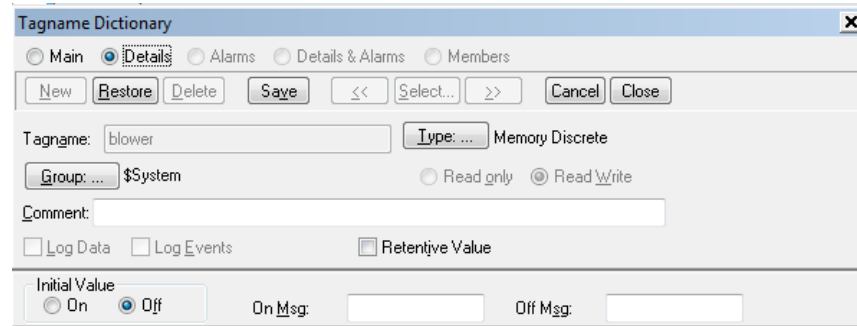 Tagname Dictionary
Main Details Alarms Details & Alarms Members
New Restore Delete Save << Select... >> Cancel Close
Tagname: blower Type: ... Memory Discrete
Group: ... $System Read only Read Write
Comment:
Log Data Log Events Retentive Value
Initial Value
On Off On Msg: Off Msg: